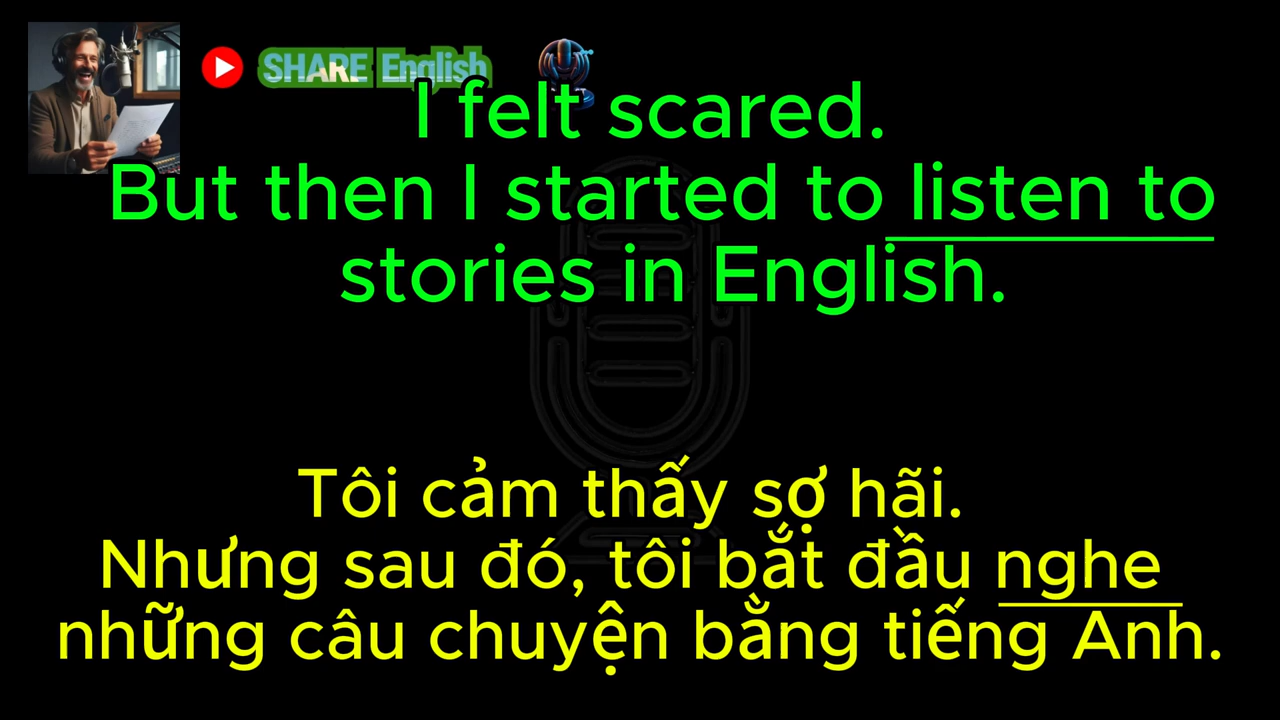 SHARE English
I felt scared.
But then I started to listen to
stories in English.
Tôi cảm thấy sợ hãi.
Nhưng sau đó, tôi bắt đầu nghe
những câu chuyện bằng tiếng Anh.